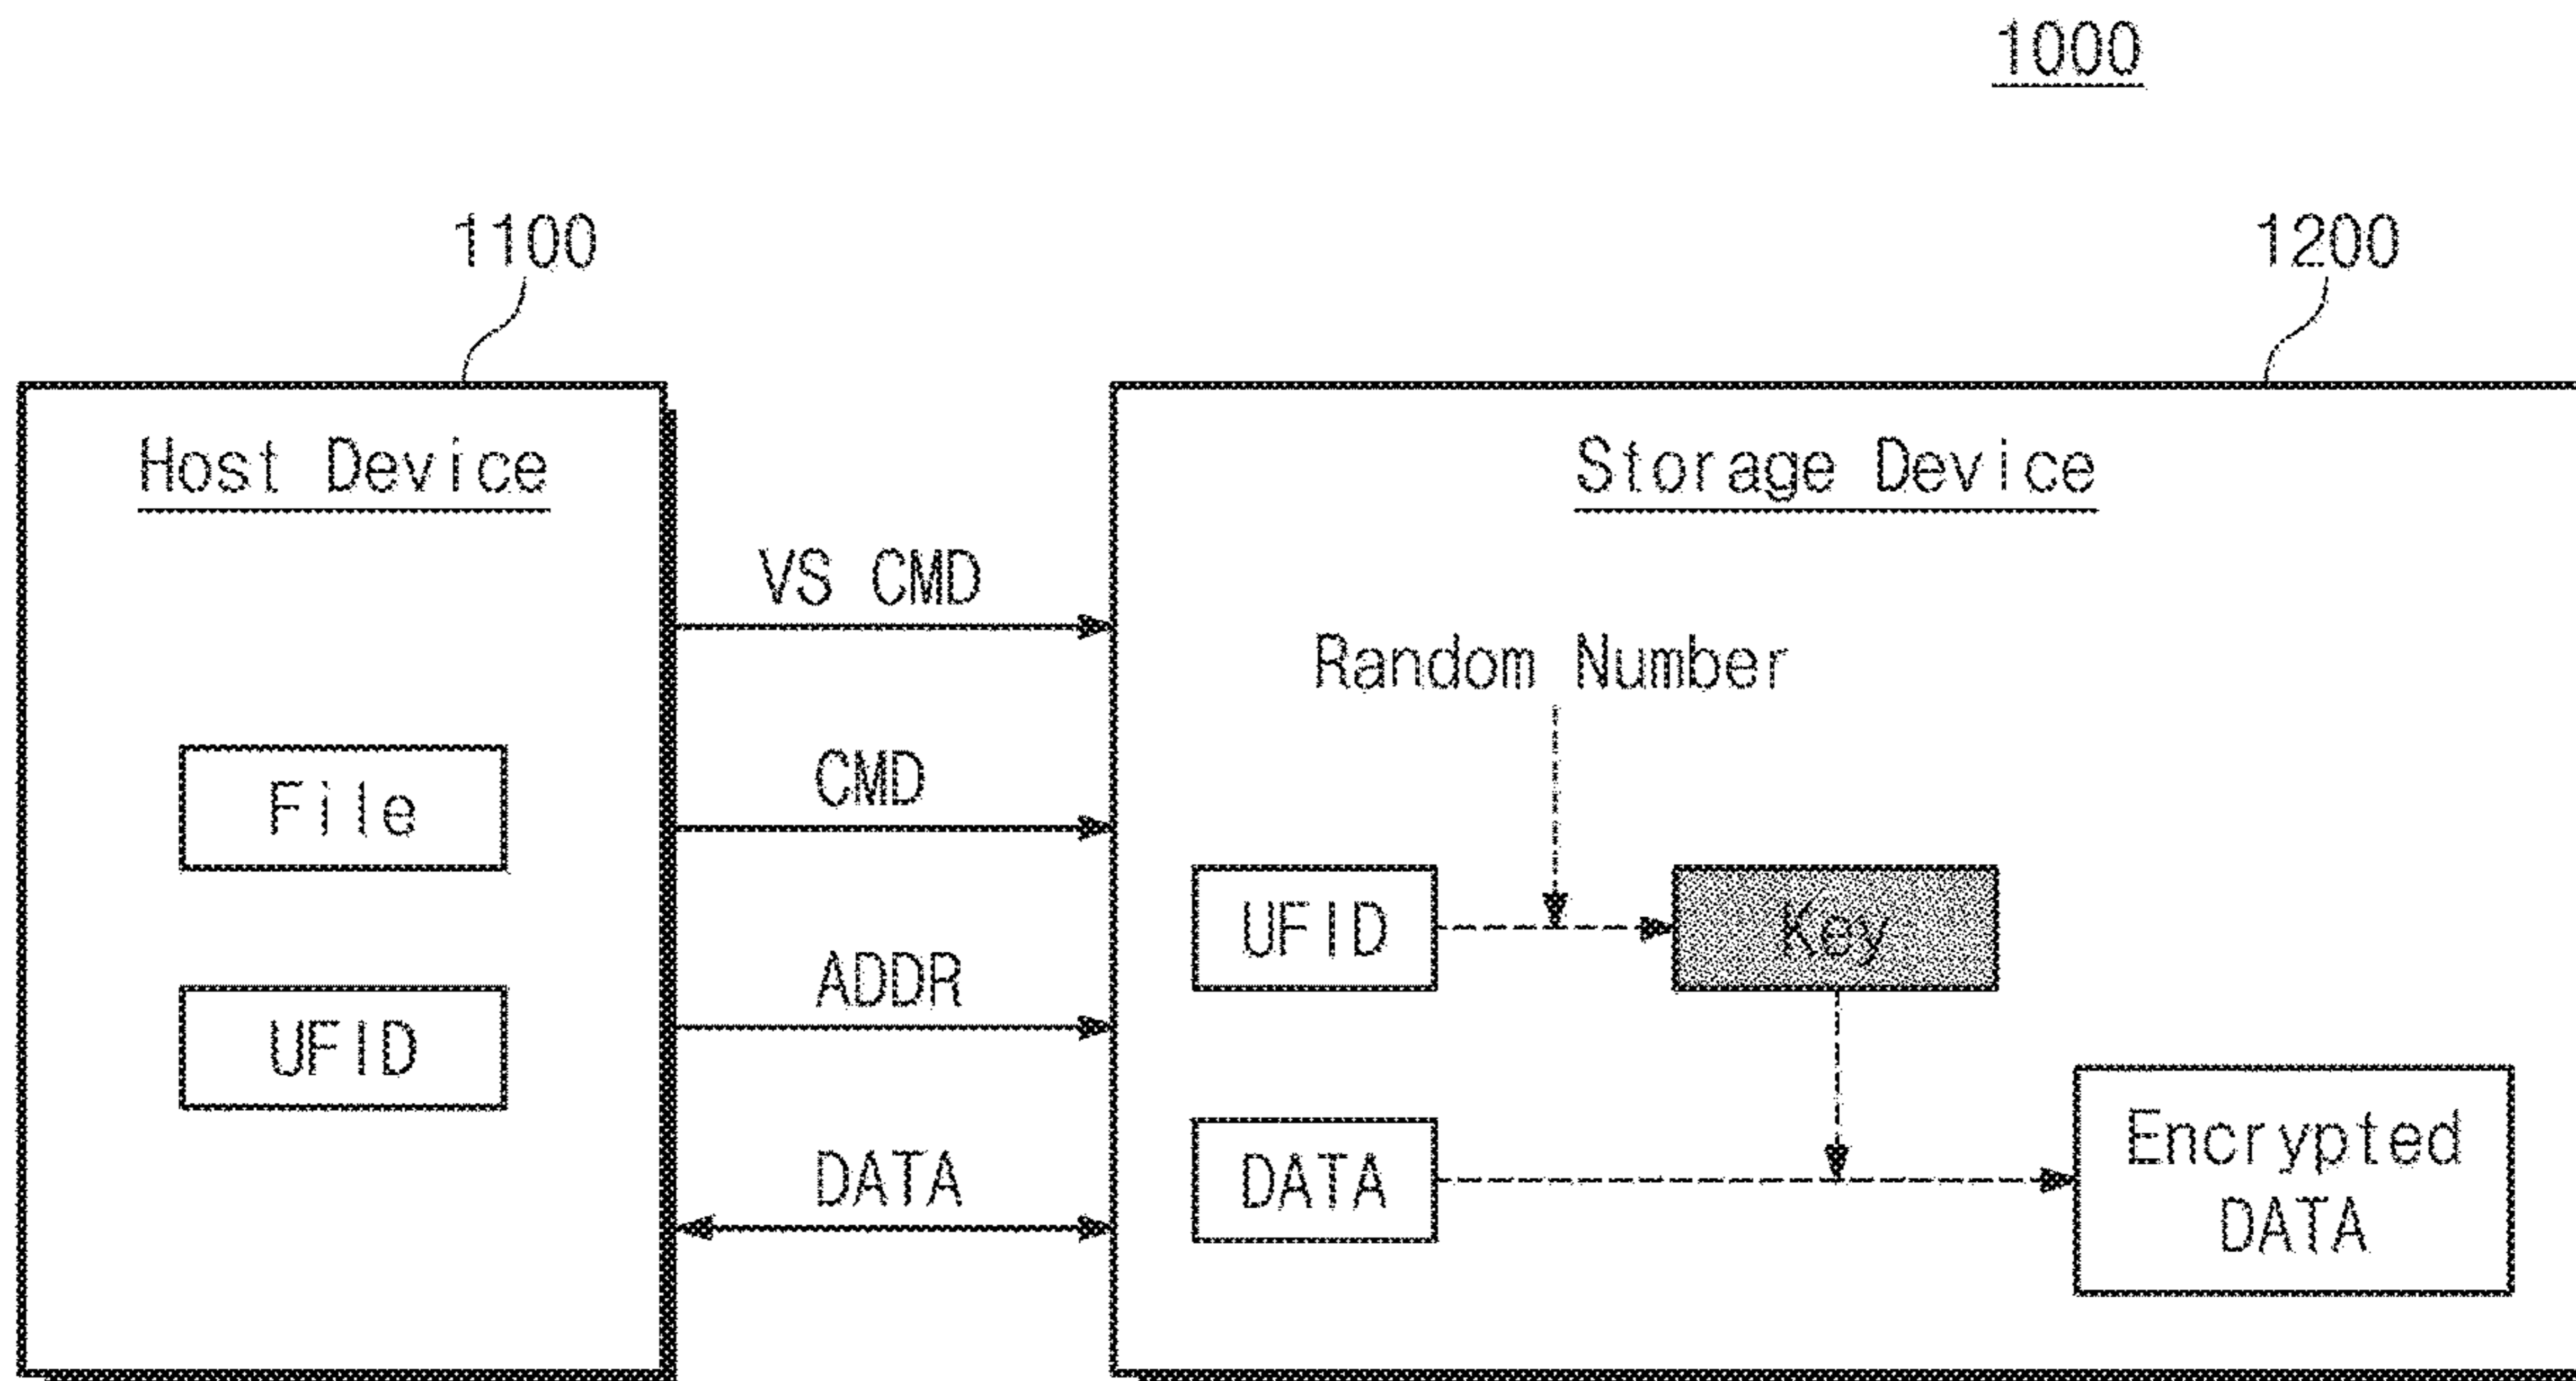 1000
1100
1200
Host Device
Storage Device
VS CMD
Random Number
File
CMD
UFID
Key
UFID
ADDR
DATA
DATA
Encrypted
DATA